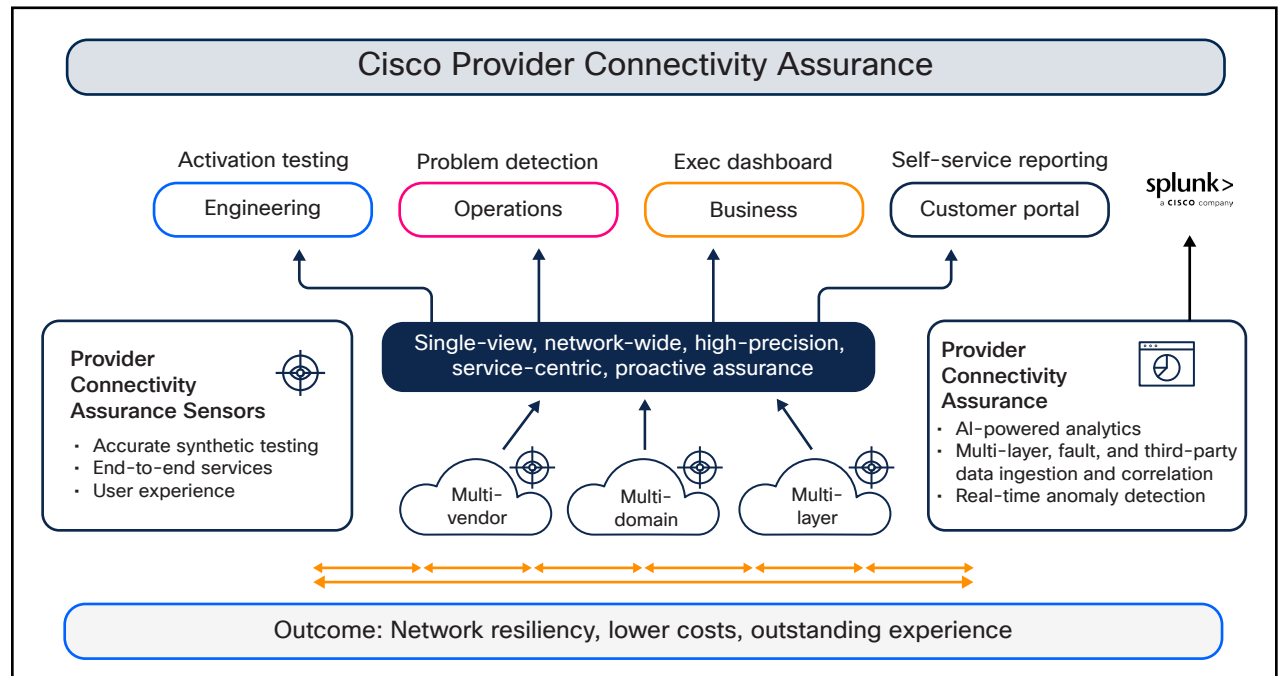 Cisco Provider Connectivity Assurance
Activation testing
Engineering
Problem detection
Operations
Exec dashboard
Business
Self-service reporting
Customer portal
splunk>
a CISCO company
Provider
Connectivity
Assurance Sensors
· Accurate synthetic testing
· End-to-end services
· User experience
Single-view, network-wide, high-precision,
service-centric, proactive assurance
Multi-
vendor
Multi-
domain
Multi-
layer
Provider
Connectivity
Assurance
· AI-powered analytics
· Multi-layer, fault, and third-party
data ingestion and correlation
· Real-time anomaly detection
Outcome: Network resiliency, lower costs, outstanding experience